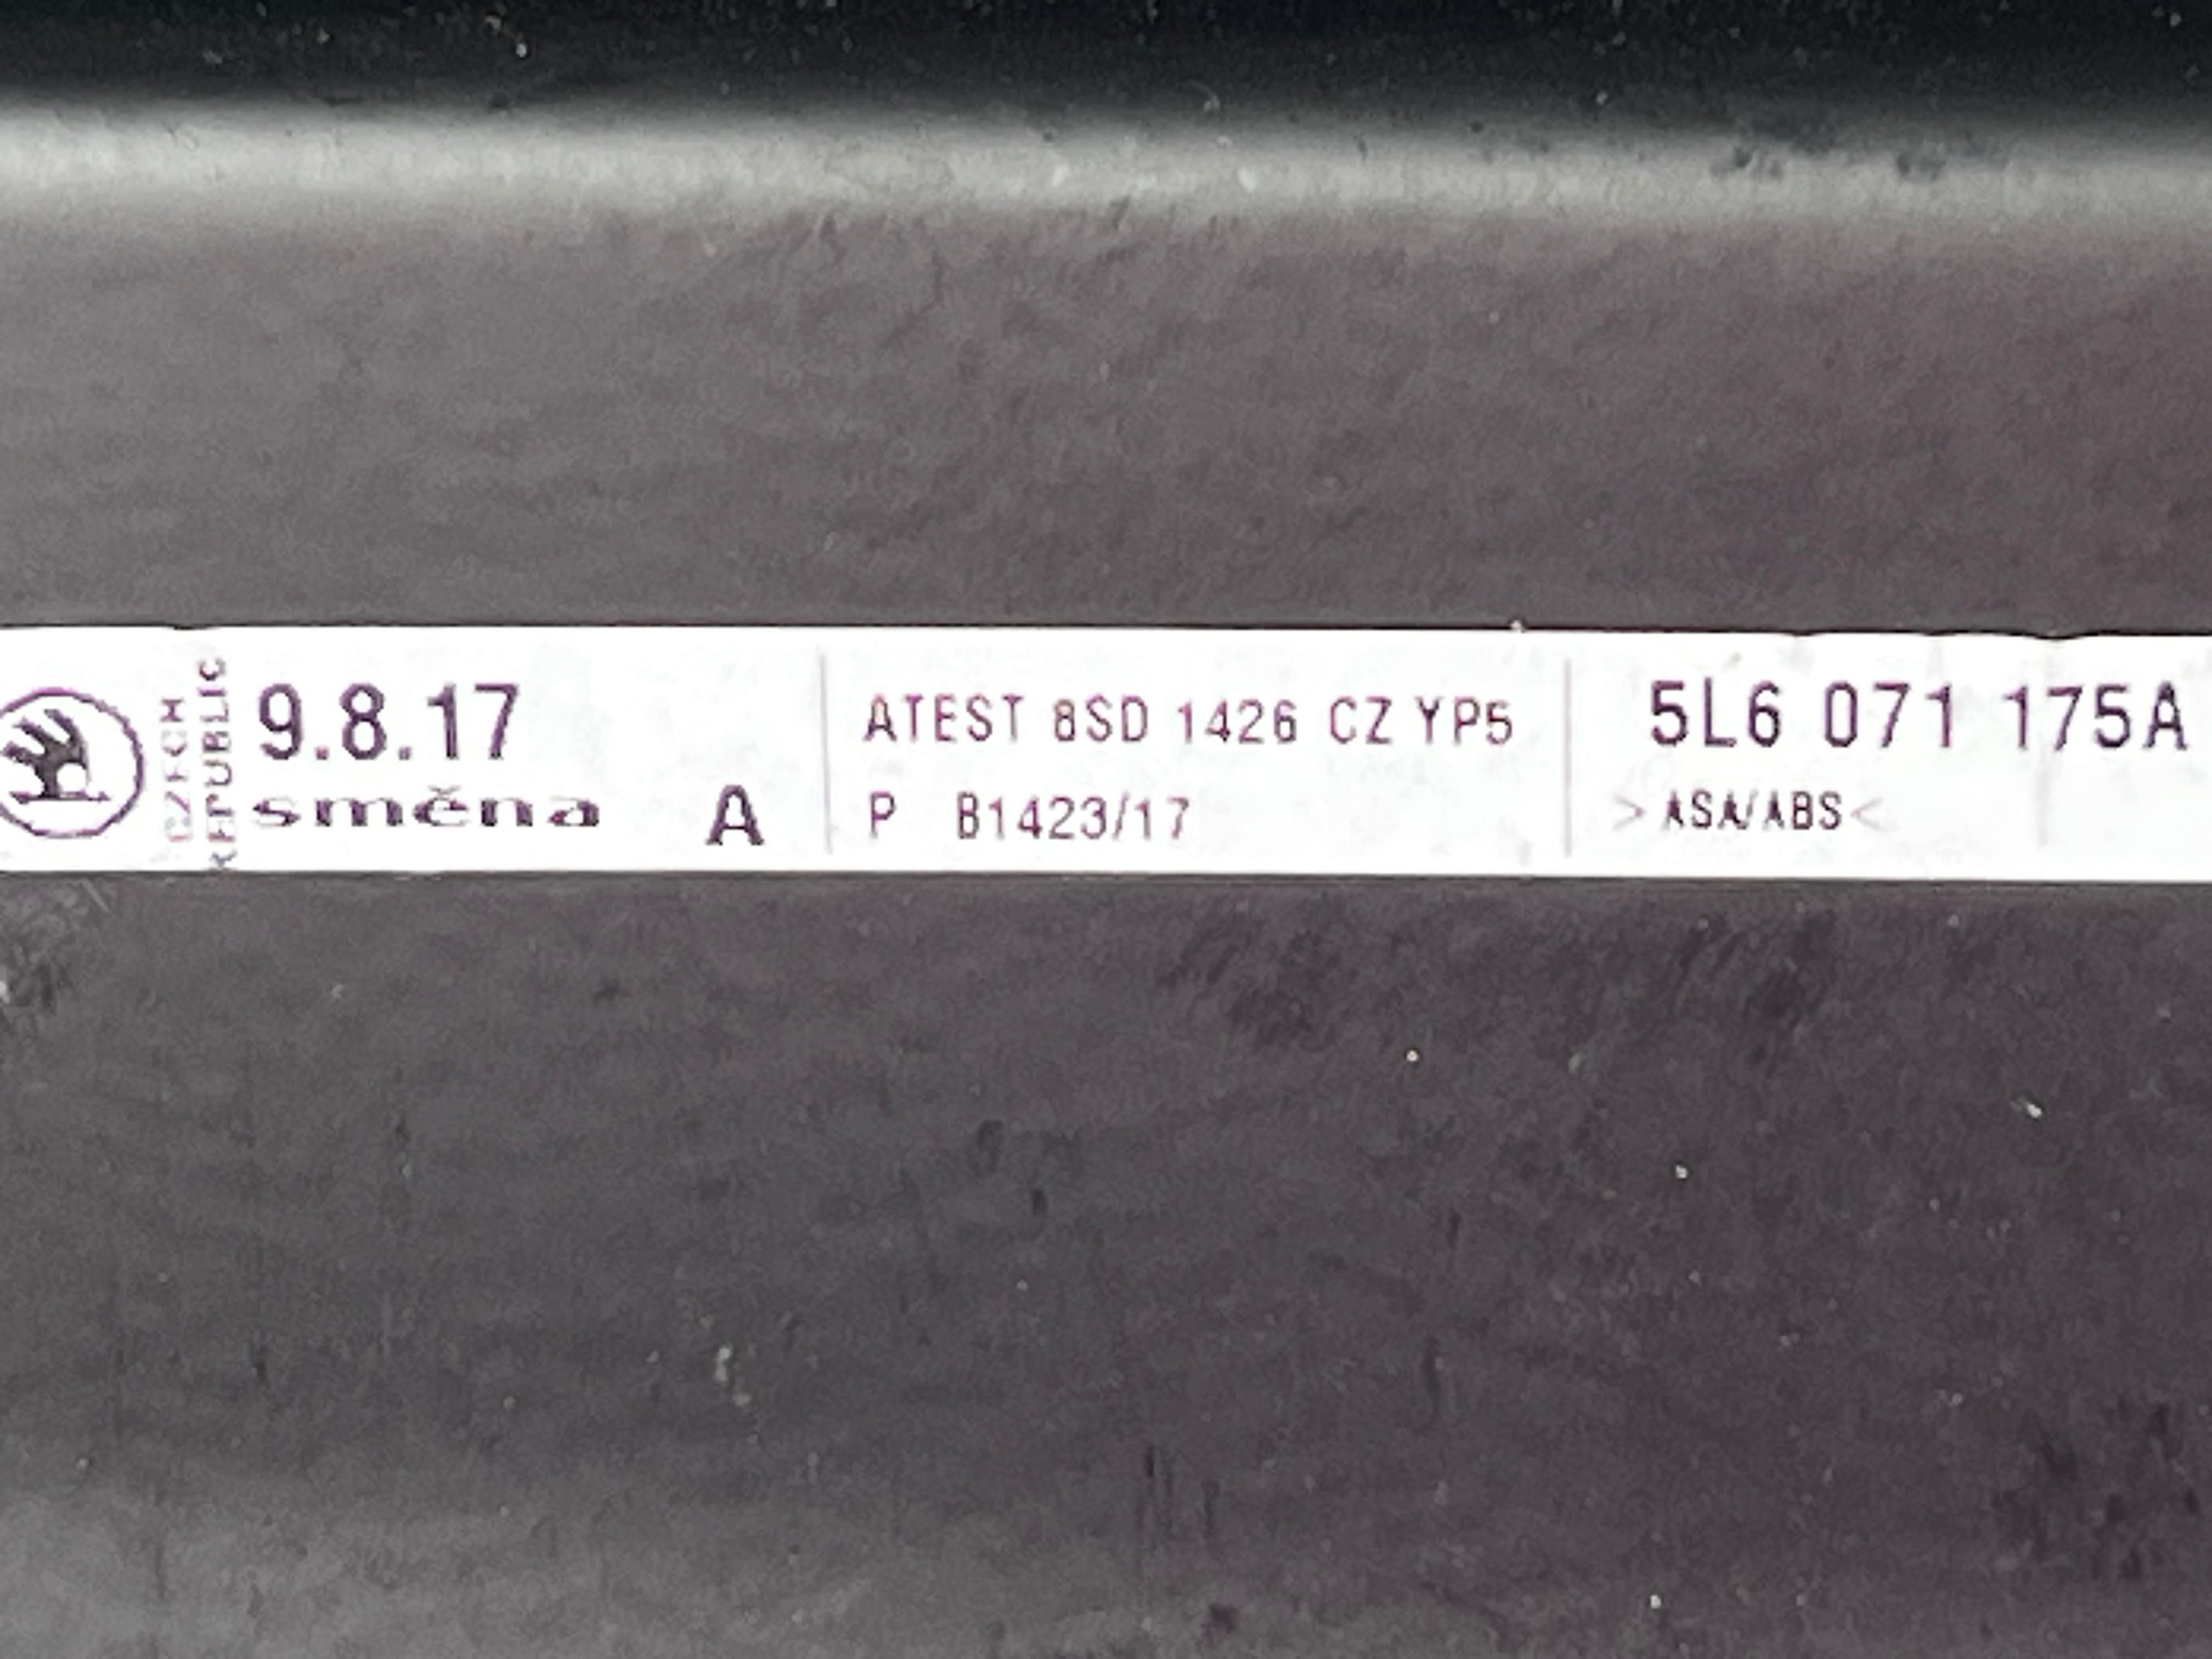 CZECH
REPUBLIC
9.8.17
směna A
ATEST 8SD 1426 CZ YP5
P B1423/17
5L6 071 175A
>ASA/ABS<